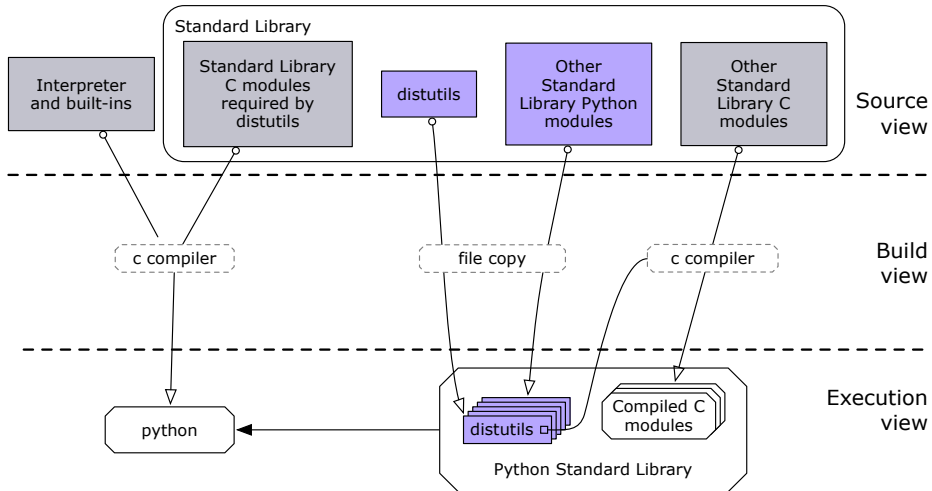 Standard Library
Interpreter
and built-ins
Standard Library
C modules
required by
distutils
distutils
Other
Standard
Library Python
modules
Other
Standard
Library C
modules
Source
view
c compiler
file copy
c compiler
Build
view
python
distutils
Compiled C
modules
Python Standard Library
Execution
view